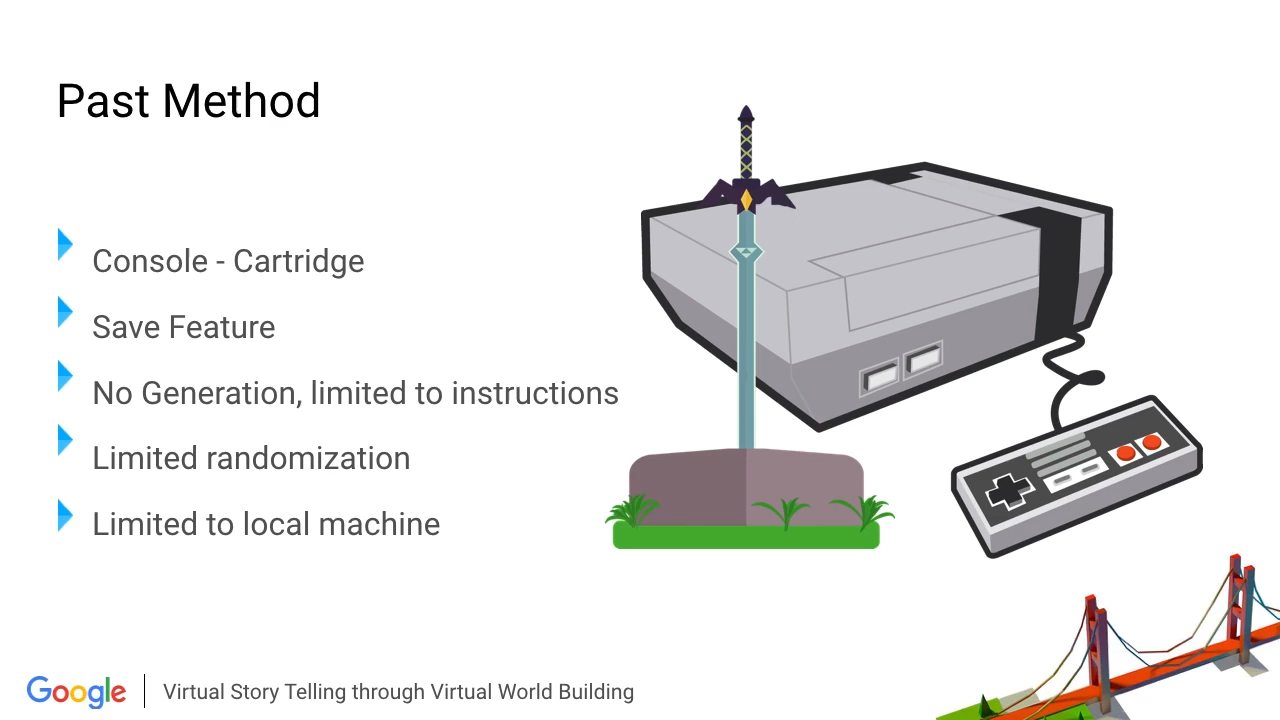 Past Method
Console - Cartridge
Save Feature
No Generation, limited to instructions
Limited randomization
Limited to local machine
Google
Virtual Story Telling through Virtual World Building